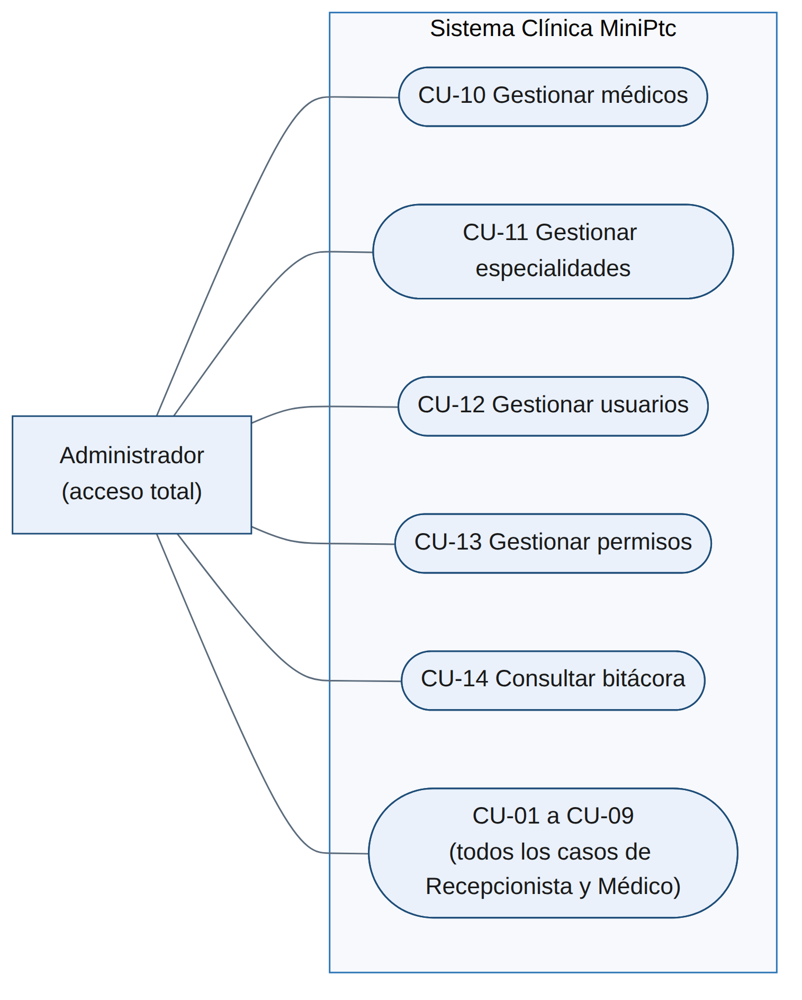 Sistema Clínica MiniPtc
CU-10 Gestionar médicos
CU-11 Gestionar
especialidades
CU-12 Gestionar usuarios
Administrador
(acceso total)
CU-13 Gestionar permisos
CU-14 Consultar bitácora
CU-01 a CU-09
(todos los casos de
Recepcionista y Médico)